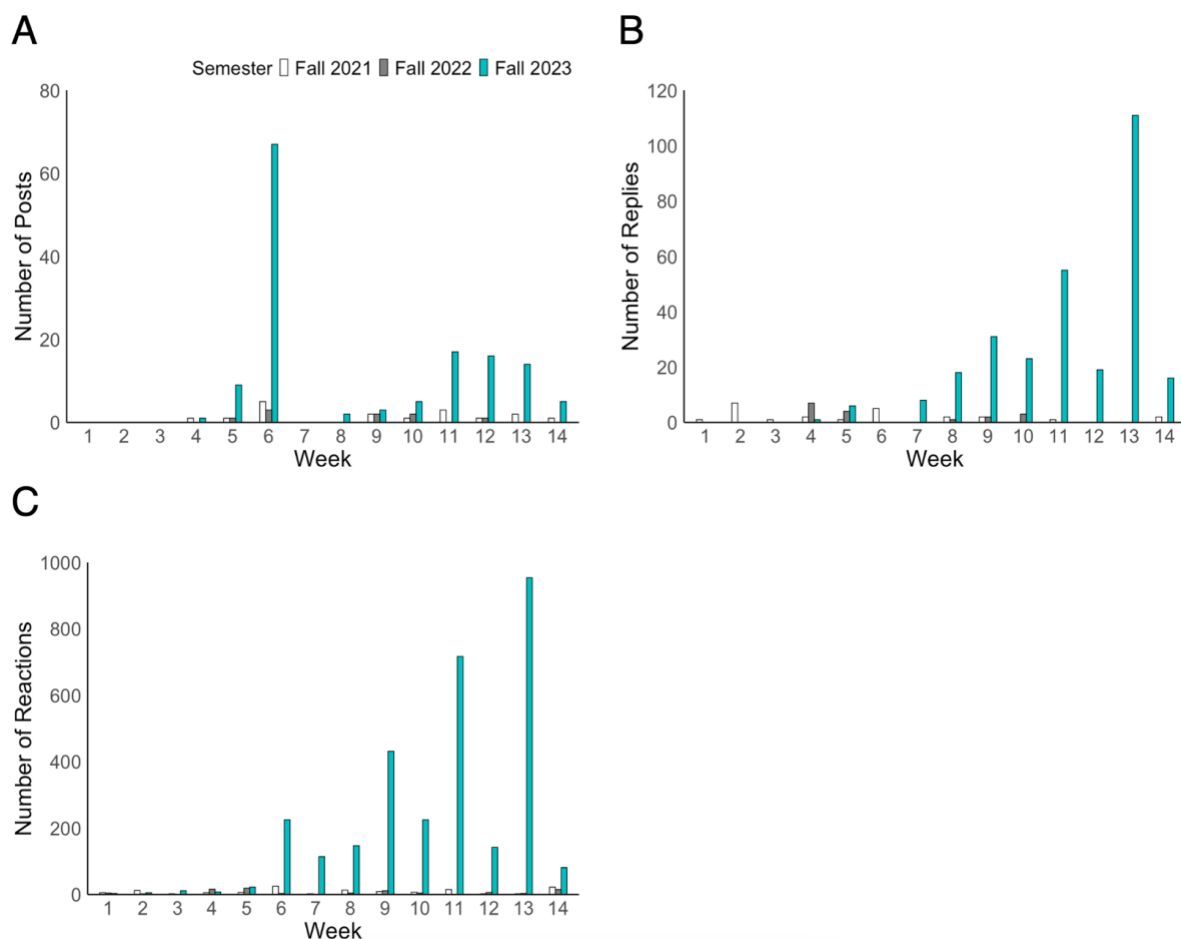 A
B
Semester Fall 2021 Fall 2022 Fall 2023
80
60
40
20
0
Number of Posts
1 2 3 4 5 6 7 8 9 10 11 12 13 14
Week
120
100
80
60
40
20
0
Number of Replies
1 2 3 4 5 6 7 8 9 10 11 12 13 14
Week
C
1000
800
600
400
200
0
Number of Reactions
1 2 3 4 5 6 7 8 9 10 11 12 13 14
Week